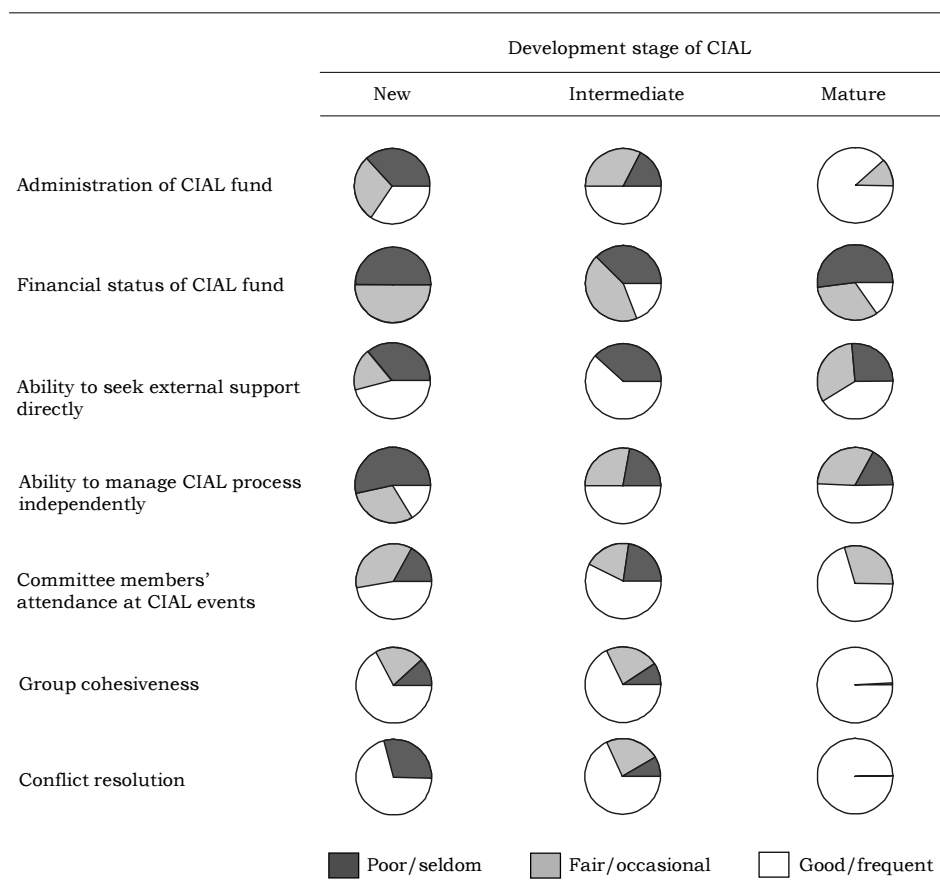 Development stage of CIAL
New Intermediate Mature
Administration of CIAL fund
Financial status of CIAL fund
Ability to seek external support
directly
Ability to manage CIAL process
independently
Committee members’
attendance at CIAL events
Group cohesiveness
Conflict resolution
Poor/seldom Fair/occasional Good/frequent